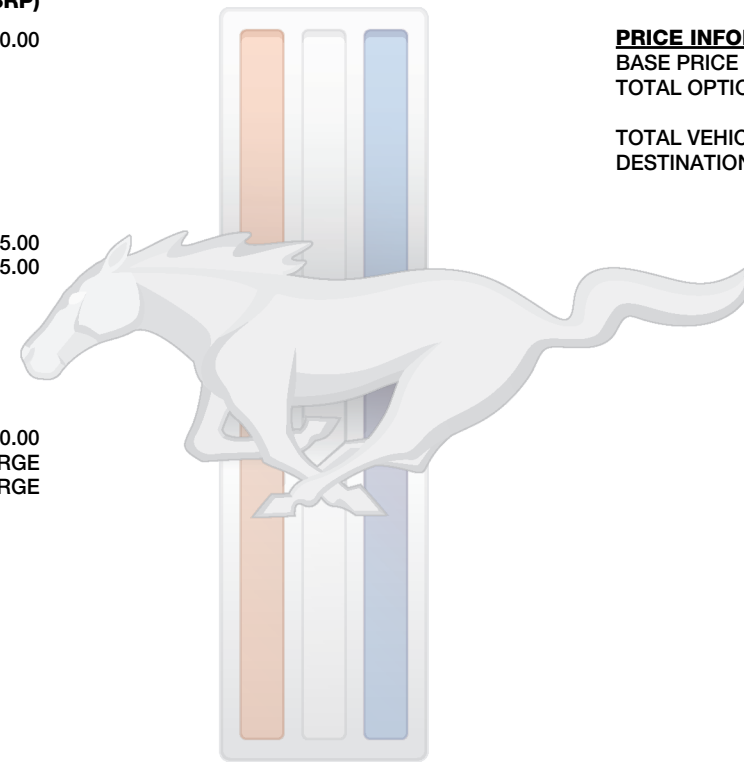 SRP)
0.00
5.00
5.00
0.00
RGE
RGE
PRICE INFO
BASE PRICE
TOTAL OPTIO
TOTAL VEHIC
DESTINATION